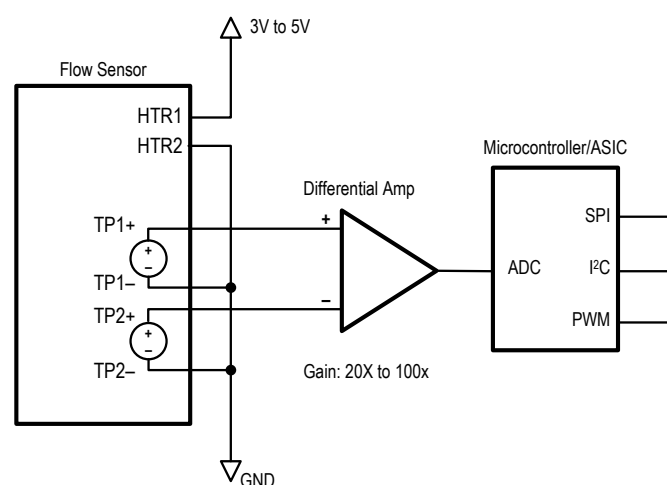 3V to 5V
Flow Sensor
HTR1
HTR2
Microcontroller/ASIC
Differential Amp
TP1+
+
+
–
TP1–
SPI
ADC
I²C
TP2+
–
+
–
PWM
TP2–
Gain: 20X to 100x
GND